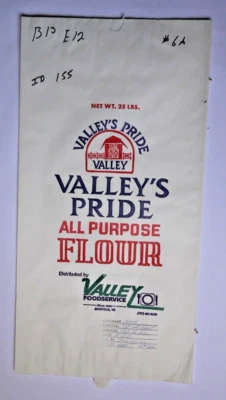 B13 E12
#62
ID 155
NET WT. 25 LBS.
VALLEY'S PRIDE
VALLEY
VALLEY'S
PRIDE
ALL PURPOSE
FLOUR
Distributed by
VALLEY
FOODSERVICE